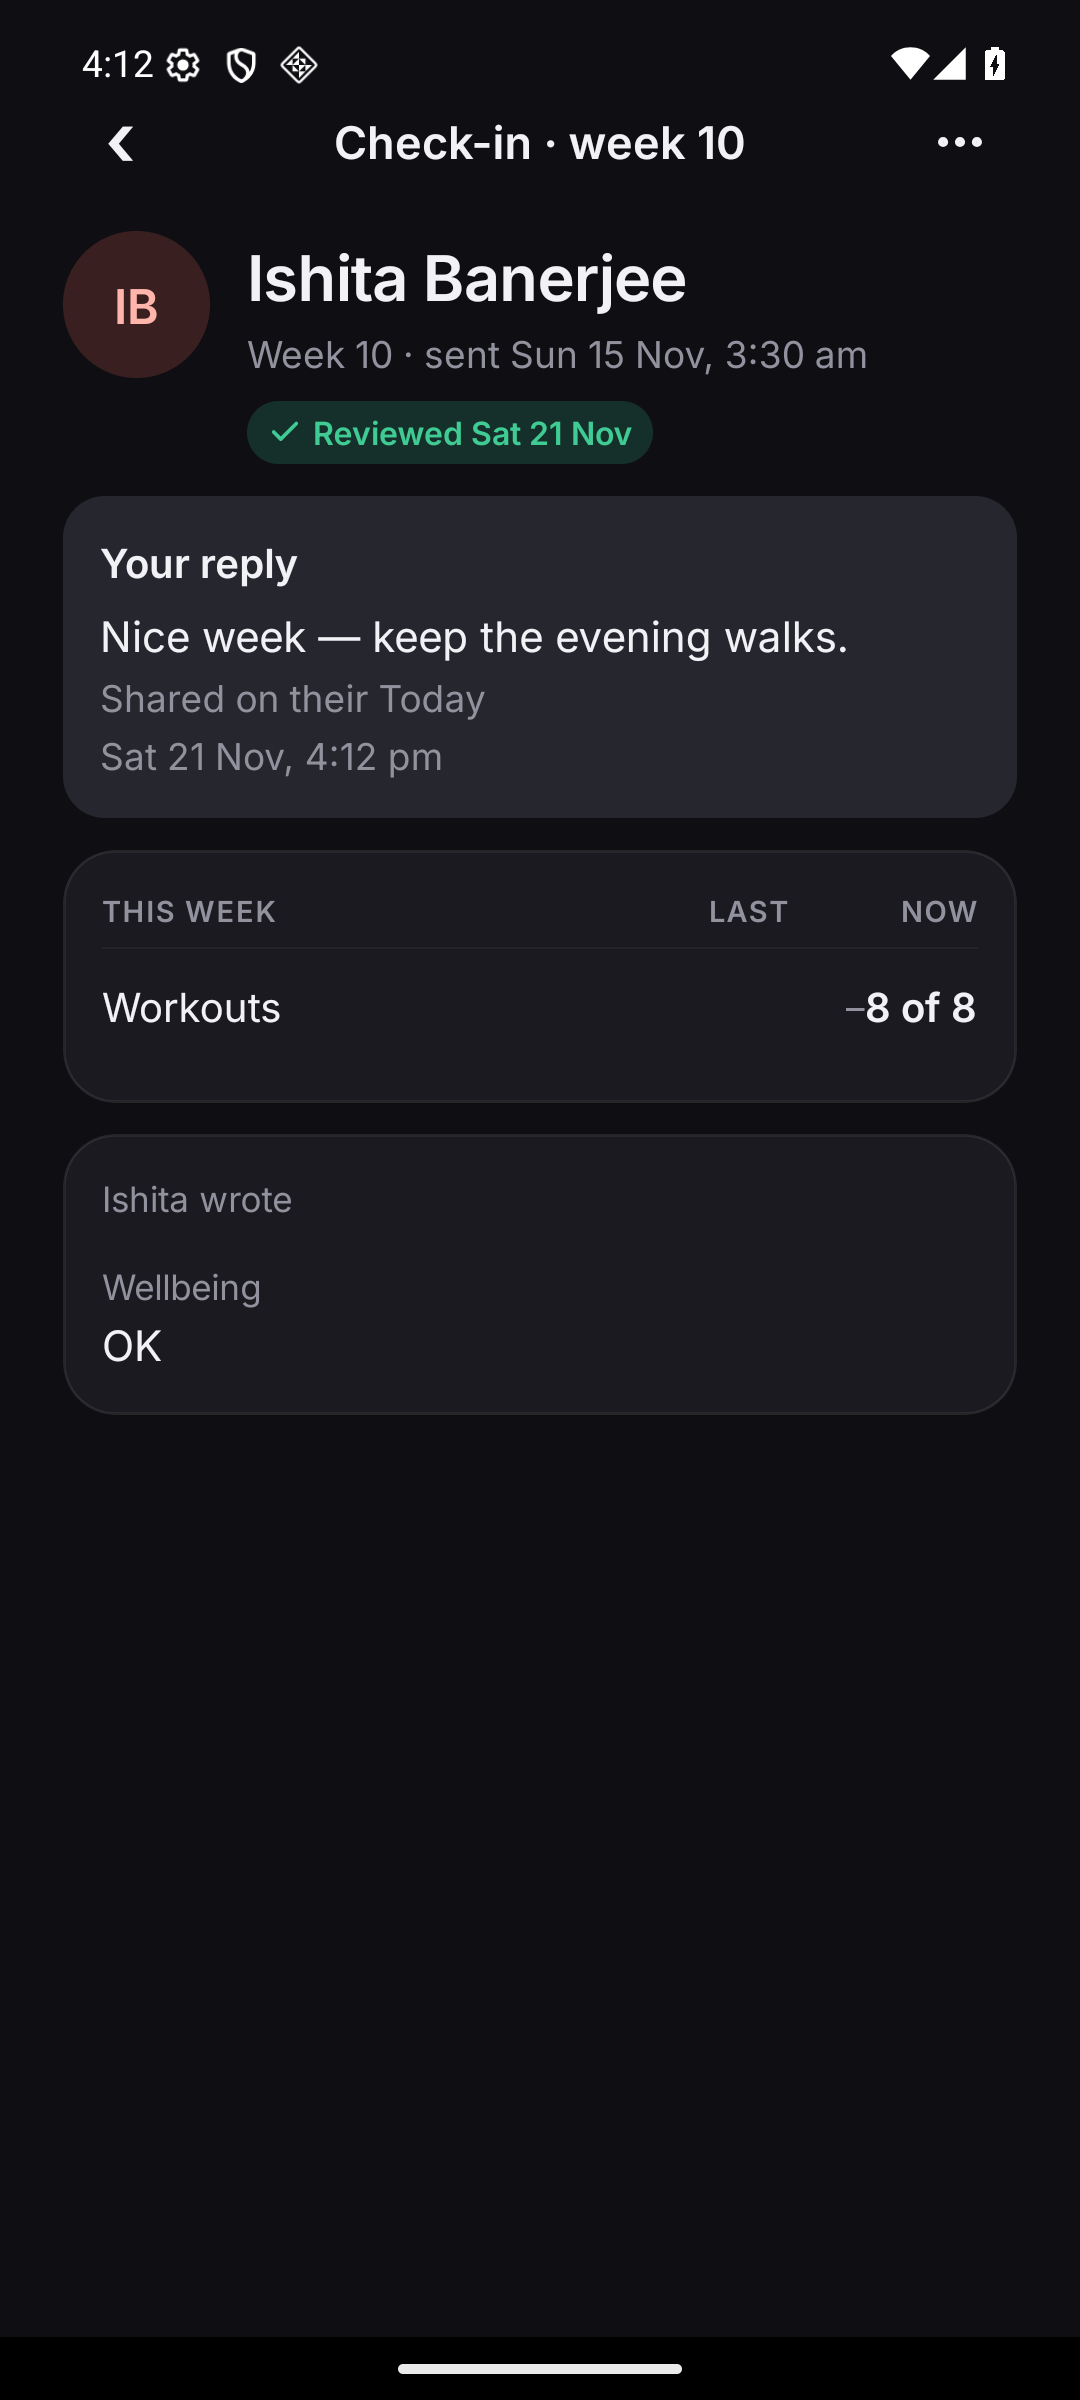 4:12
Check-in · week 10
IB
Ishita Banerjee
Week 10 · sent Sun 15 Nov, 3:30 am
Reviewed Sat 21 Nov
Your reply
Nice week — keep the evening walks.
Shared on their Today
Sat 21 Nov, 4:12 pm
THIS WEEK LAST NOW
Workouts –8 of 8
Ishita wrote
Wellbeing
OK